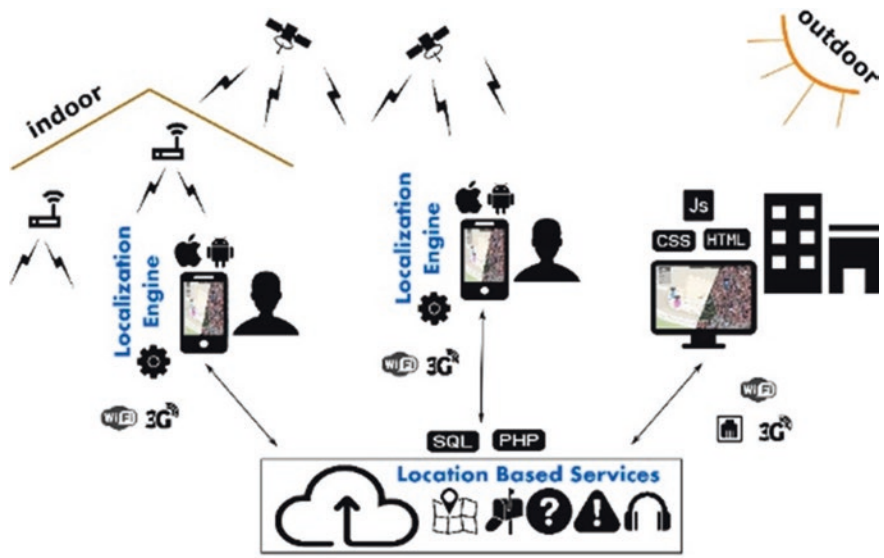 indoor
outdoor
Localization
Engine
WiFi 3G
Localization
Engine
WiFi 3G
Js
CSS HTML
WiFi
3G
SQL PHP
Location Based Services